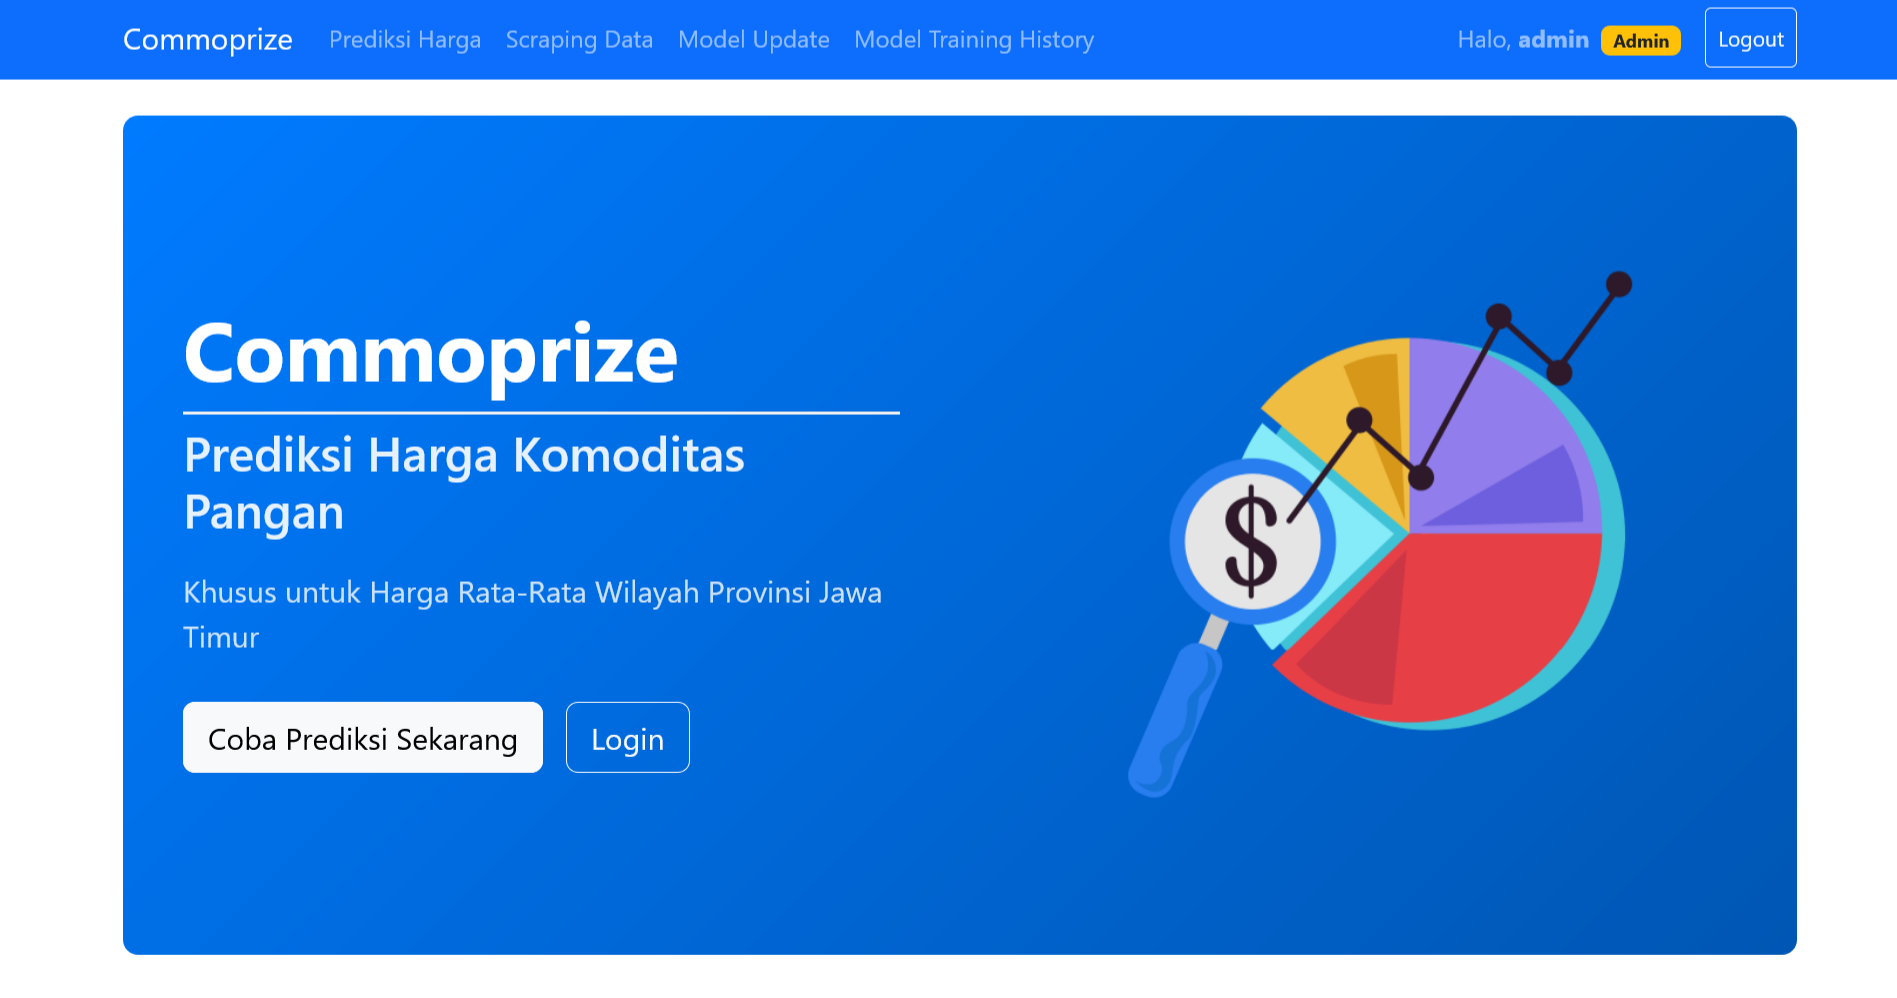 Commoprize Prediksi Harga Scraping Data Model Update Model Training History Halo, admin Admin Logout
Commoprize
Prediksi Harga Komoditas
Pangan
Khusus untuk Harga Rata-Rata Wilayah Provinsi Jawa
Timur
Coba Prediksi Sekarang Login
$